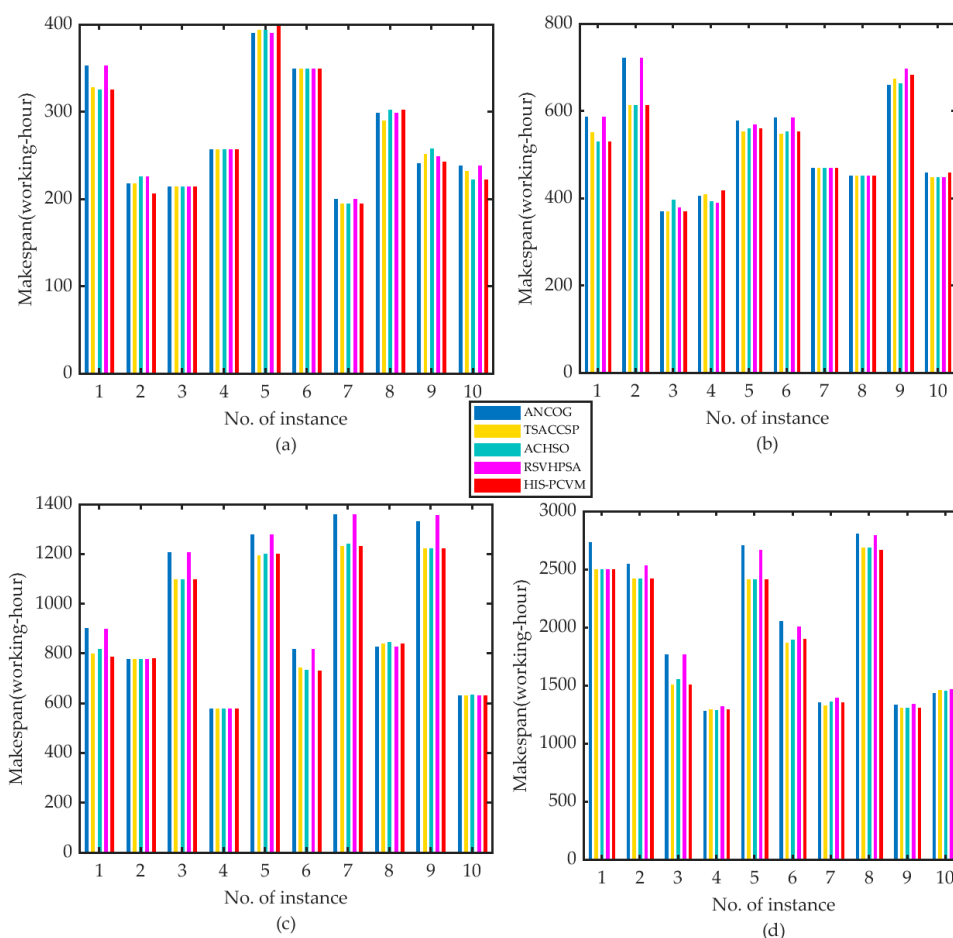 400
300
200
100
0
Makespan(working-hour)
1 2 3 4 5 6 7 8 9 10
No. of instance
(a)
800
600
400
200
0
Makespan(working-hour)
1 2 3 4 5 6 7 8 9 10
No. of instance
(b)
ANCOG
TSACCSP
ACHSO
RSVHPSA
HIS-PCVM
1400
1200
1000
800
600
400
200
0
Makespan(working-hour)
1 2 3 4 5 6 7 8 9 10
No. of instance
(c)
3000
2500
2000
1500
1000
500
0
Makespan(working-hour)
1 2 3 4 5 6 7 8 9 10
No. of instance
(d)